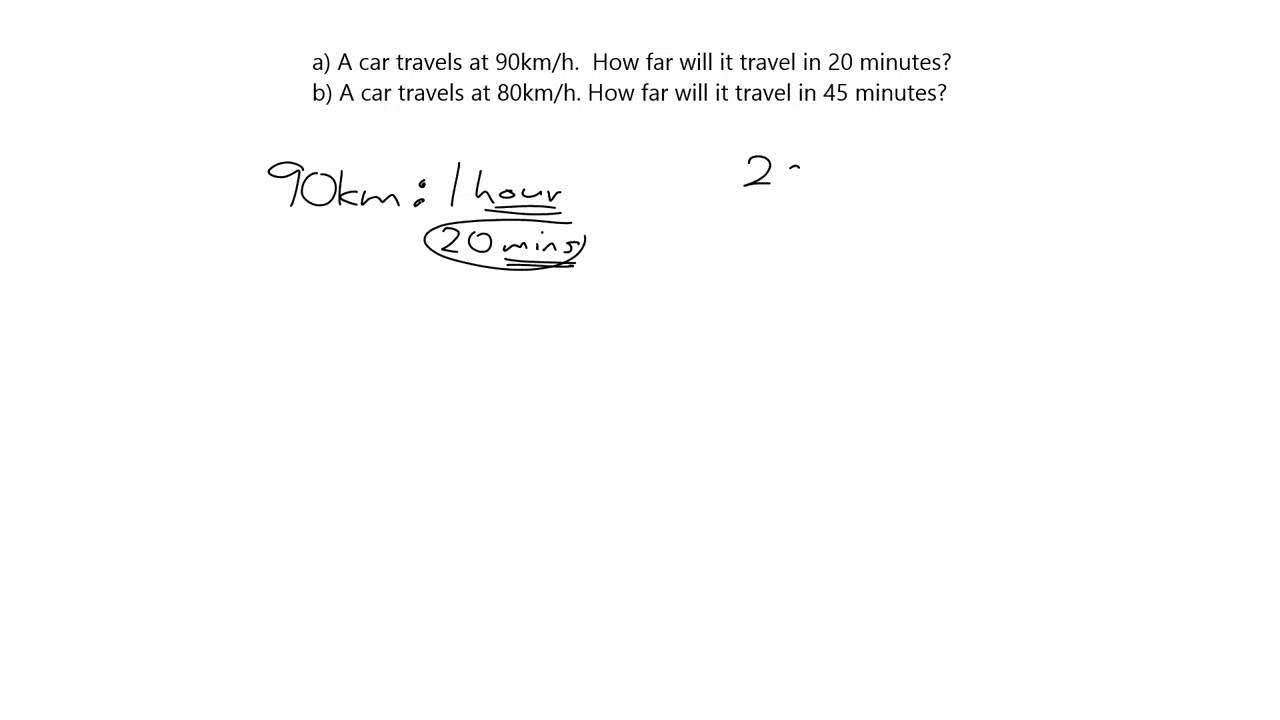 a) A car travels at 90km/h. How far will it travel in 20 minutes?
b) A car travels at 80km/h. How far will it travel in 45 minutes?
90km : 1 hour
20 mins
2